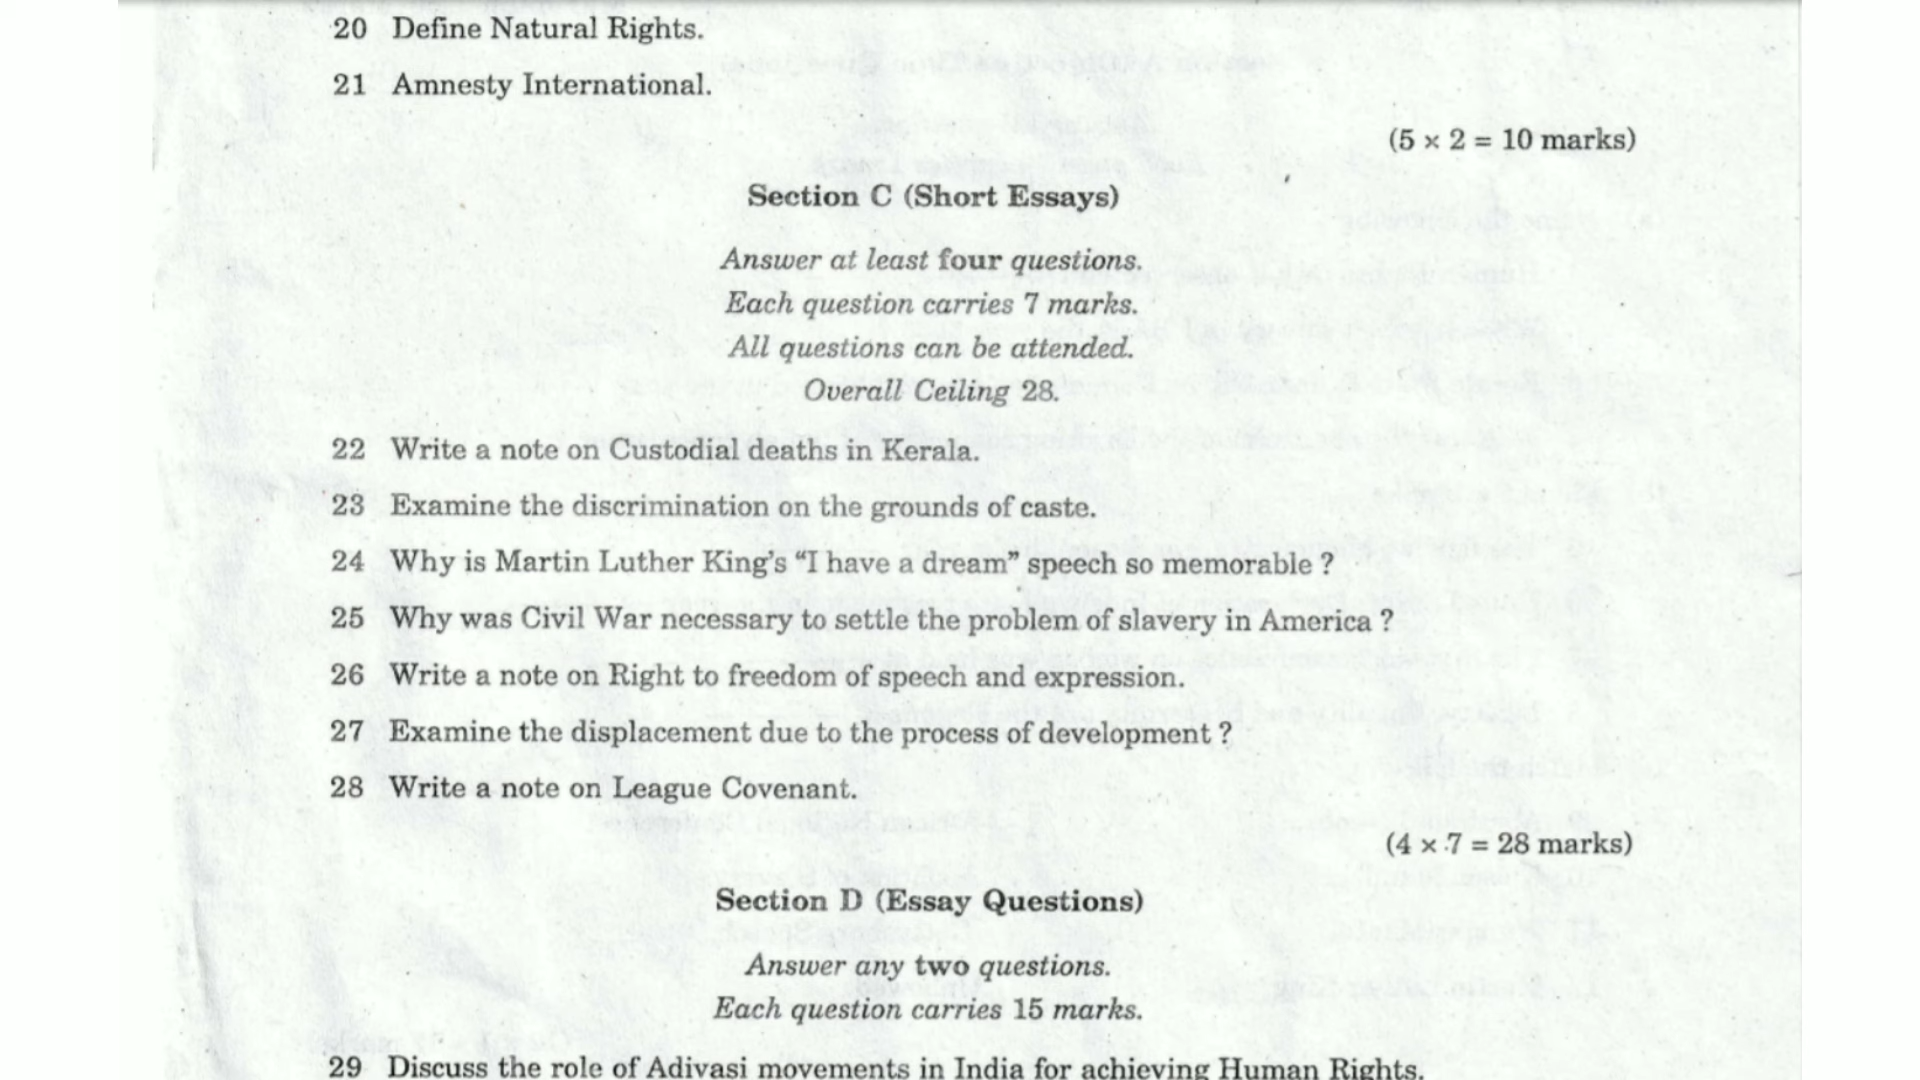 20 Define Natural Rights.
21 Amnesty International.
(5 × 2 = 10 marks)
Section C (Short Essays)
Answer at least four questions.
Each question carries 7 marks.
All questions can be attended.
Overall Ceiling 28.
22 Write a note on Custodial deaths in Kerala.
23 Examine the discrimination on the grounds of caste.
24 Why is Martin Luther King's “I have a dream” speech so memorable ?
25 Why was Civil War necessary to settle the problem of slavery in America ?
26 Write a note on Right to freedom of speech and expression.
27 Examine the displacement due to the process of development ?
28 Write a note on League Covenant.
(4 × 7 = 28 marks)
Section D (Essay Questions)
Answer any two questions.
Each question carries 15 marks.
29 Discuss the role of Adivasi movements in India for achieving Human Rights.